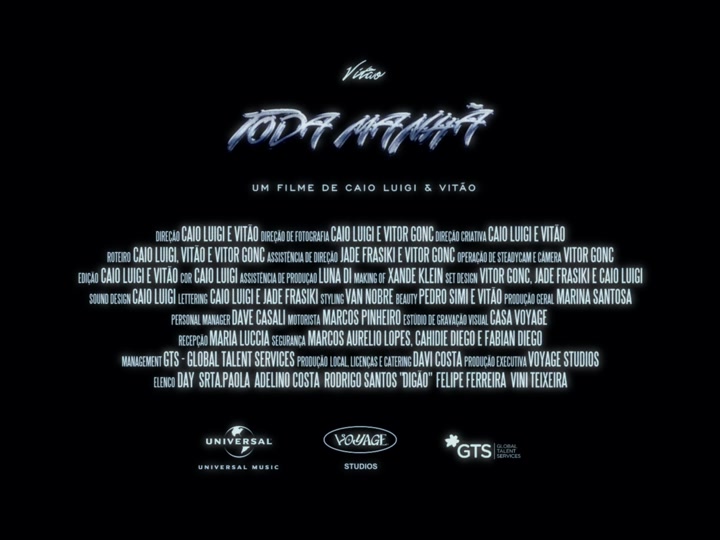 Vitão
TODA MANHÃ
UM FILME DE CAIO LUIGI & VITÃO
DIREÇÃO CAIO LUIGI E VITÃO DIREÇÃO DE FOTOGRAFIA CAIO LUIGI E VITOR GONC DIREÇÃO CRIATIVA CAIO LUIGI E VITÃO
ROTEIRO CAIO LUIGI, VITÃO E VITOR GONC ASSISTÊNCIA DE DIREÇÃO JADE FRASIKI E VITOR GONC OPERAÇÃO DE STEADYCAM E CÂMERA VITOR GONC
EDIÇÃO CAIO LUIGI E VITÃO COR CAIO LUIGI ASSISTÊNCIA DE PRODUÇAO LUNA DI MAKING OF XANDE KLEIN SET DESIGN VITOR GONC, JADE FRASIKI E CAIO LUIGI
SOUND DESIGN CAIO LUIGI LETTERING CAIO LUIGI E JADE FRASIKI STYLING VAN NOBRE BEAUTY PEDRO SIMI E VITÃO PRODUÇÃO GERAL MARINA SANTOSA
PERSONAL MANAGER DAVE CASALI MOTORISTA MARCOS PINHEIRO ESTÚDIO DE GRAVAÇÃO VISUAL CASA VOYAGE
RECEPÇÃO MARIA LUCCIA SEGURANÇA MARCOS AURELIO LOPES, CAHIDIE DIEGO E FABIAN DIEGO
MANAGEMENT GTS - GLOBAL TALENT SERVICES PRODUÇÃO LOCAL, LICENÇAS E CATERING DAVI COSTA PRODUÇÃO EXECUTIVA VOYAGE STUDIOS
ELENCO DAY SRTA.PAOLA ADELINO COSTA RODRIGO SANTOS "DIGÃO" FELIPE FERREIRA VINI TEIXEIRA
UNIVERSAL
UNIVERSAL MUSIC
VOYAGE
STUDIOS
GTS GLOBAL TALENT SERVICES